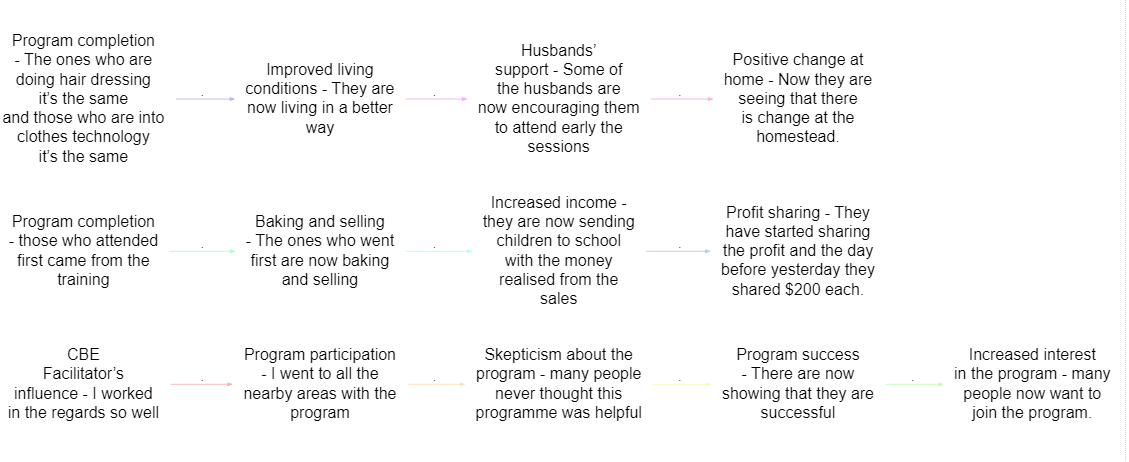 Program completion
- The ones who are
doing hair dressing
it's the same
and those who are into
clothes technology
it's the same
Improved living
conditions - They are
now living in a better
way
Husbands'
support - Some of
the husbands are
now encouraging them
to attend early the
sessions
Positive change at
home - Now they are
seeing that there
is change at the
homestead.
Program completion
- those who attended
first came from the
training
Baking and selling
- The ones who went
first are now baking
and selling
Increased income -
they are now sending
children to school
with the money
realised from the
sales
Profit sharing - They
have started sharing
the profit and the day
before yesterday they
shared $200 each.
CBE
Facilitator's
influence - I worked
in the regards so well
Program participation
- I went to all the
nearby areas with the
program
Skepticism about the
program - many people
never thought this
programme was helpful
Program success
- There are now
showing that they are
successful
Increased interest
in the program - many
people now want to
join the program.